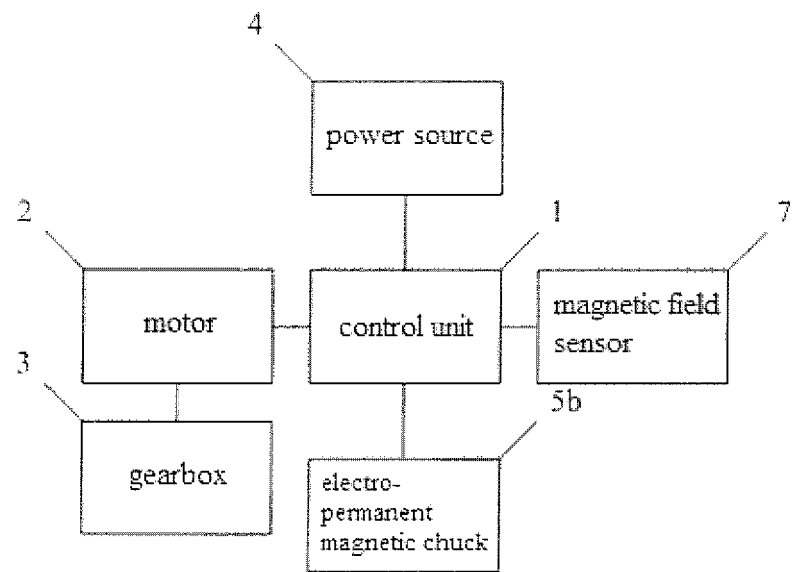 4
power source
2
1
7
motor
control unit
magnetic field
sensor
3
5b
gearbox
electro-
permanent
magnetic chuck